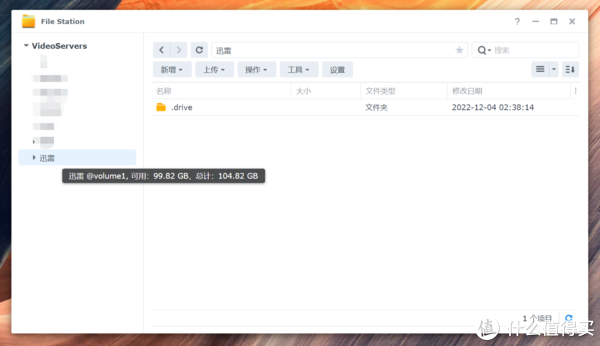 File Station
VideoServers
迅雷
迅雷
搜索
新增
上传
操作
工具
设置
名称
大小
文件类型
修改日期
.drive
文件夹
2022-12-04 02:38:14
迅雷 @volume1, 可用: 99.82 GB, 总计: 104.82 GB
1 个项目
值 什么值得买